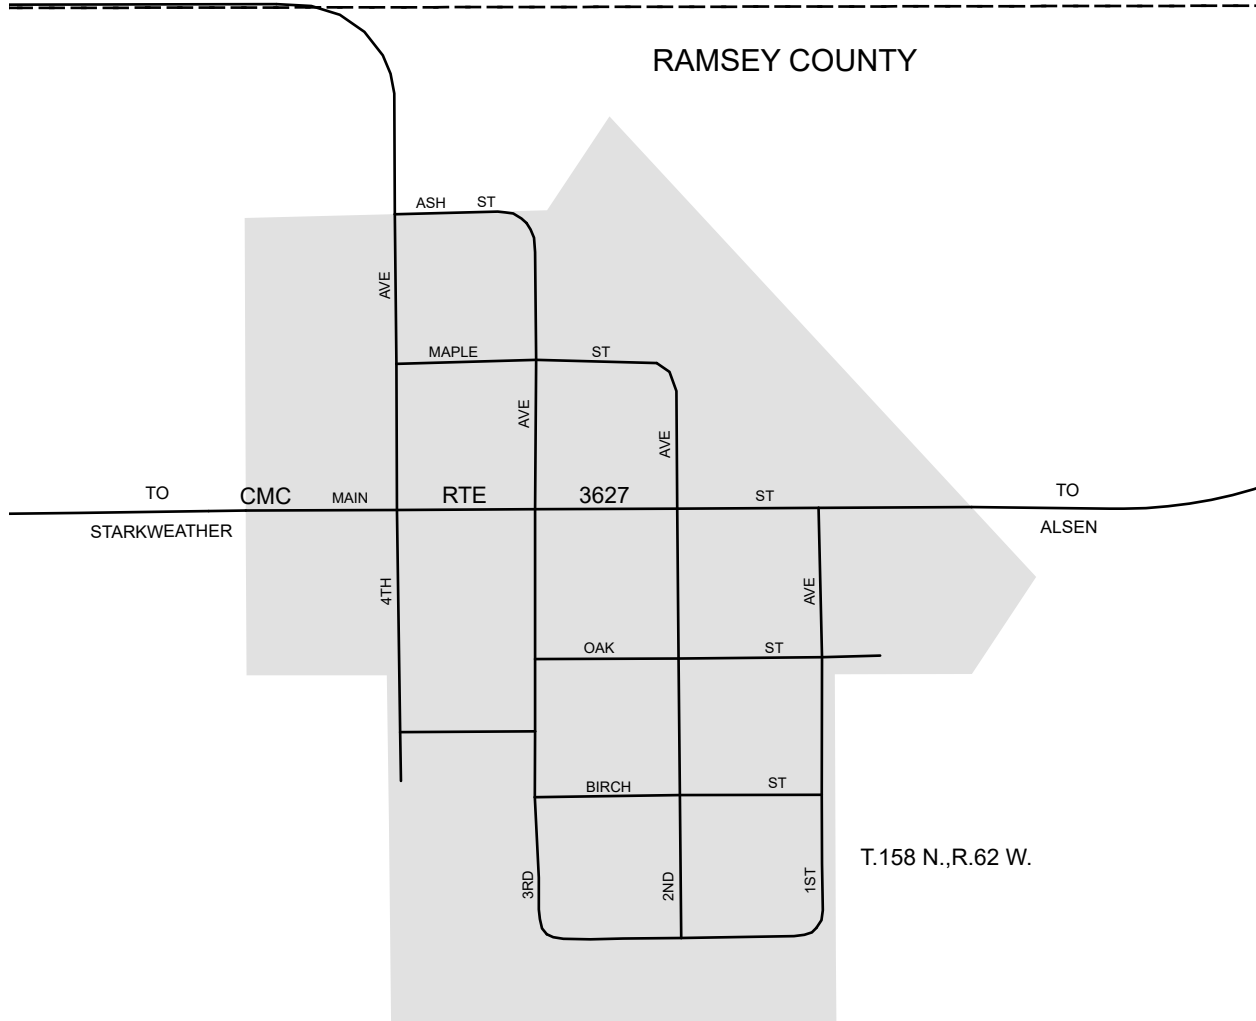 RAMSEY COUNTY
ASH ST
AVE
MAPLE ST
AVE
AVE
TO CMC MAIN RTE 3627 ST TO
STARKWEATHER ALSEN
4TH
AVE
OAK ST
BIRCH ST
T.158 N.,R.62 W.
3RD
2ND
1ST